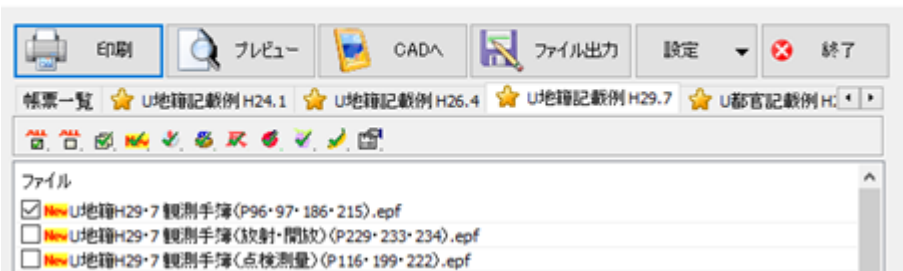 印刷 プレビュー CADへ ファイル出力 設定 終了
帳票一覧 U地籍記載例 H24.1 U地籍記載例 H26.4 U地籍記載例 H29.7 U都官記載例
ファイル
New U地籍H29・7 観測手簿(P96・97・186・215).epf
New U地籍H29・7 観測手簿(放射・開放)(P229・233・234).epf
New U地籍H29・7 観測手簿(点検測量)(P116・199・222).epf